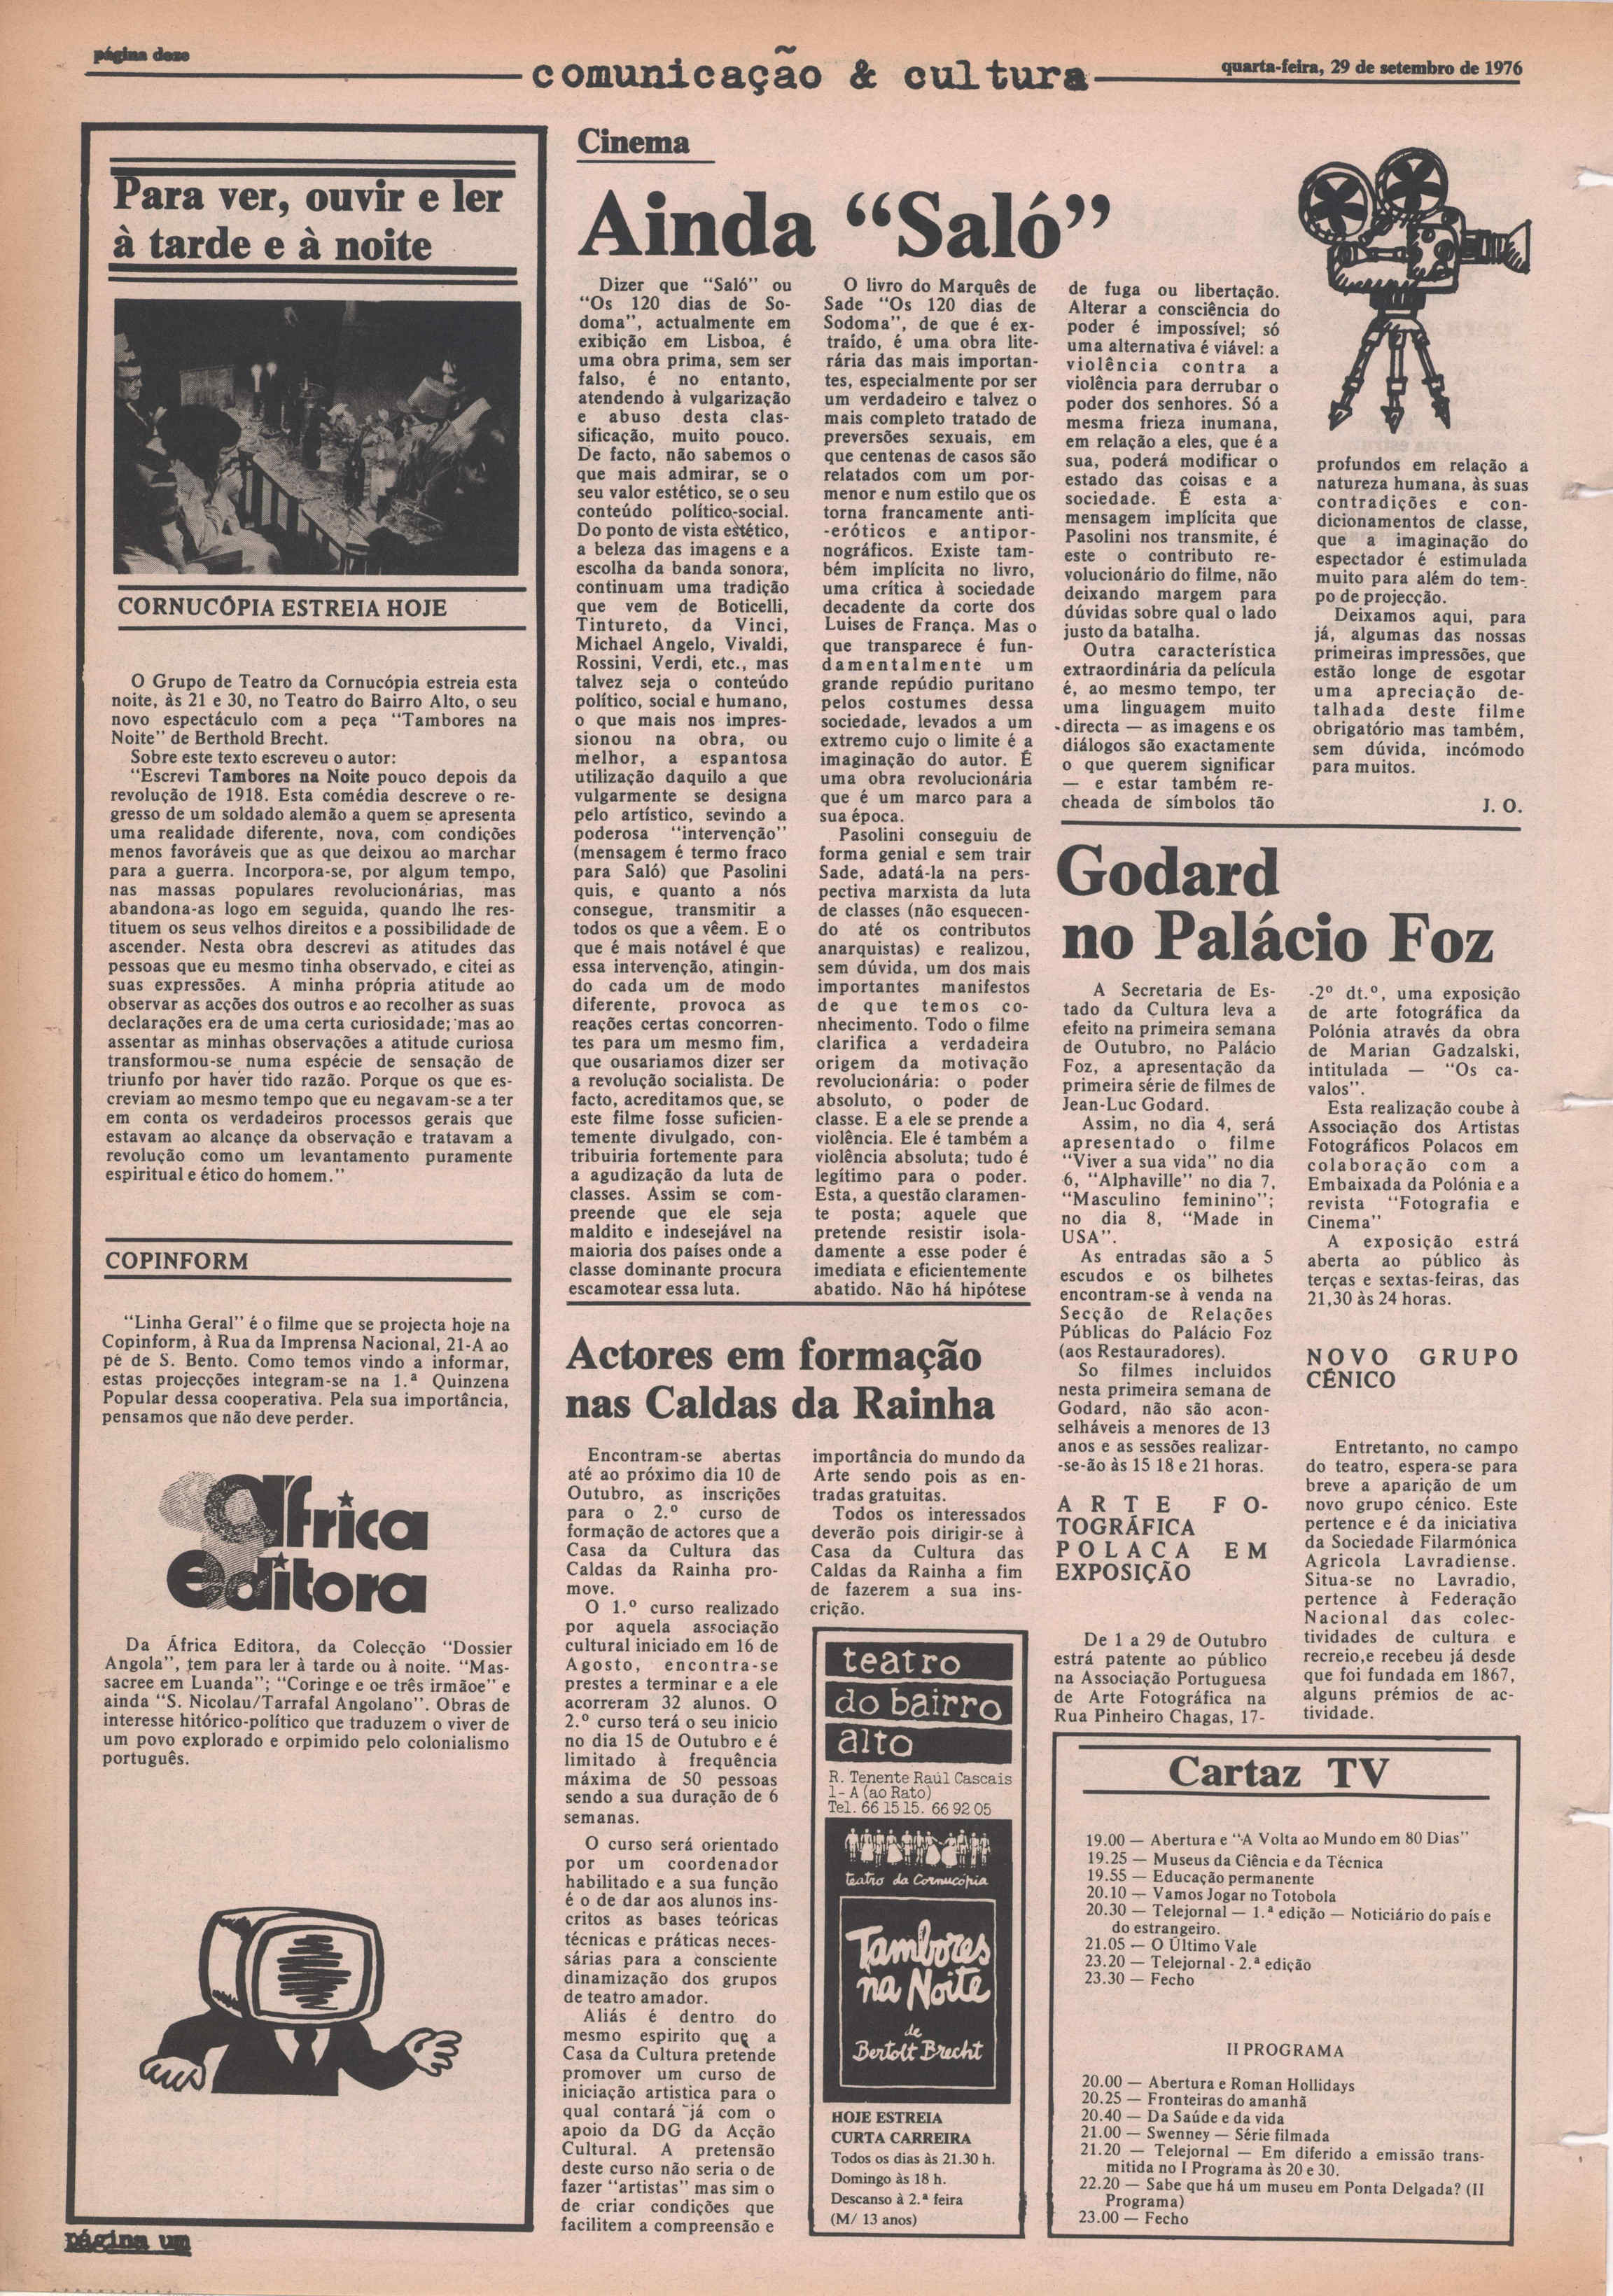 página doze
comunicação & cultura
quarta-feira, 29 de setembro de 1976
Para ver, ouvir e ler
à tarde e à noite
CORNUCÓPIA ESTREIA HOJE
O Grupo de Teatro da Cornucópia estreia esta
noite, às 21 e 30, no Teatro do Bairro Alto, o seu
novo espectáculo com a peça "Tambores na
Noite" de Berthold Brecht.
Sobre este texto escreveu o autor:
"Escrevi Tambores na Noite pouco depois da
revolução de 1918. Esta comédia descreve o re-
gresso de um soldado alemão a quem se apresenta
uma realidade diferente, nova, com condições
menos favoráveis que as que deixou ao marchar
para a guerra. Incorpora-se, por algum tempo,
nas massas populares revolucionárias, mas
abandona-as logo em seguida, quando lhe res-
tituem os seus velhos direitos e a possibilidade de
ascender. Nesta obra descrevi as atitudes das
pessoas que eu mesmo tinha observado, e citei as
suas expressões. A minha própria atitude ao
observar as acções dos outros e ao recolher as suas
declarações era de uma certa curiosidade; mas ao
assentar as minhas observações a atitude curiosa
transformou-se numa espécie de sensação de
triunfo por haver tido razão. Porque os que es-
creviam ao mesmo tempo que eu negavam-se a ter
em conta os verdadeiros processos gerais que
estavam ao alcançe da observação e tratavam a
revolução como um levantamento puramente
espiritual e ético do homem."
COPINFORM
"Linha Geral" é o filme que se projecta hoje na
Copinform, à Rua da Imprensa Nacional, 21-A ao
pé de S. Bento. Como temos vindo a informar,
estas projecções integram-se na 1.ª Quinzena
Popular dessa cooperativa. Pela sua importância,
pensamos que não deve perder.
áfrica
editora
Da África Editora, da Colecção "Dossier
Angola", tem para ler à tarde ou à noite. "Mas-
sacree em Luanda"; "Coringe e oe três irmãoe" e
ainda "S. Nicolau/Tarrafal Angolano". Obras de
interesse hitórico-político que traduzem o viver de
um povo explorado e orpimido pelo colonialismo
português.
página um
Cinema
Ainda "Saló"
Dizer que "Saló" ou
"Os 120 dias de So-
doma", actualmente em
exibição em Lisboa, é
uma obra prima, sem ser
falso, é no entanto,
atendendo à vulgarização
e abuso desta clas-
sificação, muito pouco.
De facto, não sabemos o
que mais admirar, se o
seu valor estético, se o seu
conteúdo político-social.
Do ponto de vista estético,
a beleza das imagens e a
escolha da banda sonora,
continuam uma tradição
que vem de Boticelli,
Tintureto, da Vinci,
Michael Angelo, Vivaldi,
Rossini, Verdi, etc., mas
talvez seja o conteúdo
político, social e humano,
o que mais nos impres-
sionou na obra, ou
melhor, a espantosa
utilização daquilo a que
vulgarmente se designa
pelo artístico, sevindo a
poderosa "intervenção"
(mensagem é termo fraco
para Saló) que Pasolini
quis, e quanto a nós
consegue, transmitir a
todos os que a vêem. E o
que é mais notável é que
essa intervenção, atingin-
do cada um de modo
diferente, provoca as
reações certas concorren-
tes para um mesmo fim,
que ousariamos dizer ser
a revolução socialista. De
facto, acreditamos que, se
este filme fosse suficien-
temente divulgado, con-
tribuiria fortemente para
a agudização da luta de
classes. Assim se com-
preende que ele seja
maldito e indesejável na
maioria dos países onde a
classe dominante procura
escamotear essa luta.
O livro do Marquês de
Sade "Os 120 dias de
Sodoma", de que é ex-
traído, é uma obra lite-
rária das mais importan-
tes, especialmente por ser
um verdadeiro e talvez o
mais completo tratado de
preversões sexuais, em
que centenas de casos são
relatados com um por-
menor e num estilo que os
torna francamente anti-
-eróticos e antipor-
nográficos. Existe tam-
bém implícita no livro,
uma crítica à sociedade
decadente da corte dos
Luises de França. Mas o
que transparece é fun-
damentalmente um
grande repúdio puritano
pelos costumes dessa
sociedade, levados a um
extremo cujo o limite é a
imaginação do autor. É
uma obra revolucionária
que é um marco para a
sua época.
Pasolini conseguiu de
forma genial e sem trair
Sade, adatá-la na pers-
pectiva marxista da luta
de classes (não esquecen-
do até os contributos
anarquistas) e realizou,
sem dúvida, um dos mais
importantes manifestos
de que temos co-
nhecimento. Todo o filme
clarifica a verdadeira
origem da motivação
revolucionária: o poder
absoluto, o poder de
classe. E a ele se prende a
violência. Ele é também a
violência absoluta; tudo é
legítimo para o poder.
Esta, a questão claramen-
te posta; aquele que
pretende resistir isola-
damente a esse poder é
imediata e eficientemente
abatido. Não há hipótese
de fuga ou libertação.
Alterar a consciência do
poder é impossível; só
uma alternativa é viável: a
violência contra a
violência para derrubar o
poder dos senhores. Só a
mesma frieza inumana,
em relação a eles, que é a
sua, poderá modificar o
estado das coisas e a
sociedade. É esta a
mensagem implícita que
Pasolini nos transmite, é
este o contributo re-
volucionário do filme, não
deixando margem para
dúvidas sobre qual o lado
justo da batalha.
Outra característica
extraordinária da película
é, ao mesmo tempo, ter
uma linguagem muito
directa — as imagens e os
diálogos são exactamente
o que querem significar
— e estar também re-
cheada de símbolos tão
profundos em relação à
natureza humana, às suas
contradições e con-
dicionamentos de classe,
que a imaginação do
espectador é estimulada
muito para além do tem-
po de projecção.
Deixamos aqui, para
já, algumas das nossas
primeiras impressões, que
estão longe de esgotar
uma apreciação de-
talhada deste filme
obrigatório mas também,
sem dúvida, incómodo
para muitos.
J. O.
Actores em formação
nas Caldas da Rainha
Encontram-se abertas
até ao próximo dia 10 de
Outubro, as inscrições
para o 2.º curso de
formação de actores que a
Casa da Cultura das
Caldas da Rainha pro-
move.
O 1.º curso realizado
por aquela associação
cultural iniciado em 16 de
Agosto, encontra-se
prestes a terminar e a ele
acorreram 32 alunos. O
2.º curso terá o seu inicio
no dia 15 de Outubro e é
limitado à frequência
máxima de 50 pessoas
sendo a sua duração de 6
semanas.
O curso será orientado
por um coordenador
habilitado e a sua função
é o de dar aos alunos ins-
critos as bases teóricas
técnicas e práticas neces-
sárias para a consciente
dinamização dos grupos
de teatro amador.
Aliás é dentro do
mesmo espirito que a
Casa da Cultura pretende
promover um curso de
iniciação artistica para o
qual contará já com o
apoio da DG da Acção
Cultural. A pretensão
deste curso não seria o de
fazer "artistas" mas sim o
de criar condições que
facilitem a compreensão e
importância do mundo da
Arte sendo pois as en-
tradas gratuitas.
Todos os interessados
deverão pois dirigir-se à
Casa da Cultura das
Caldas da Rainha a fim
de fazerem a sua ins-
crição.
teatro
do bairro
alto
R. Tenente Raúl Cascais
1-A (ao Rato)
Tel. 66 15 15. 66 92 05
teatro da Cornucópia
Tambores
na Noite
de
Bertolt Brecht
HOJE ESTREIA
CURTA CARREIRA
Todos os dias às 21.30 h.
Domingo às 18 h.
Descanso à 2.ª feira
(M/ 13 anos)
Godard
no Palácio Foz
A Secretaria de Es-
tado da Cultura leva a
efeito na primeira semana
de Outubro, no Palácio
Foz, a apresentação da
primeira série de filmes de
Jean-Luc Godard.
Assim, no dia 4, será
apresentado o filme
"Viver a sua vida" no dia
6, "Alphaville" no dia 7,
"Masculino feminino";
no dia 8, "Made in
USA".
As entradas são a 5
escudos e os bilhetes
encontram-se à venda na
Secção de Relações
Públicas do Palácio Foz
(aos Restauradores).
So filmes incluidos
nesta primeira semana de
Godard, não são acon-
selháveis a menores de 13
anos e as sessões realizar-
-se-ão às 15 18 e 21 horas.
ARTE FO-
TOGRÁFICA
POLACA EM
EXPOSIÇÃO
De 1 a 29 de Outubro
estrá patente ao público
na Associação Portuguesa
de Arte Fotográfica na
Rua Pinheiro Chagas, 17-
-2º dt.º, uma exposição
de arte fotográfica da
Polónia através da obra
de Marian Gadzalski,
intitulada — "Os ca-
valos".
Esta realização coube à
Associação dos Artistas
Fotográficos Polacos em
colaboração com a
Embaixada da Polónia e a
revista "Fotografia e
Cinema"
A exposição estrá
aberta ao público às
terças e sextas-feiras, das
21,30 às 24 horas.
NOVO GRUPO
CÉNICO
Entretanto, no campo
do teatro, espera-se para
breve a aparição de um
novo grupo cénico. Este
pertence e é da iniciativa
da Sociedade Filarmónica
Agricola Lavradiense.
Situa-se no Lavradio,
pertence à Federação
Nacional das colec-
tividades de cultura e
recreio,e recebeu já desde
que foi fundada em 1867,
alguns prémios de ac-
tividade.
Cartaz TV
19.00 — Abertura e "A Volta ao Mundo em 80 Dias"
19.25 — Museus da Ciência e da Técnica
19.55 — Educação permanente
20.10 — Vamos Jogar no Totobola
20.30 — Telejornal — 1.ª edição — Noticiário do país e
do estrangeiro.
21.05 — O Último Vale
23.20 — Telejornal - 2.ª edição
23.30 — Fecho
II PROGRAMA
20.00 — Abertura e Roman Hollidays
20.25 — Fronteiras do amanhã
20.40 — Da Saúde e da vida
21.00 — Swenney — Série filmada
21.20 — Telejornal — Em diferido a emissão trans-
mitida no I Programa às 20 e 30.
22.20 — Sabe que há um museu em Ponta Delgada? (II
Programa)
23.00 — Fecho